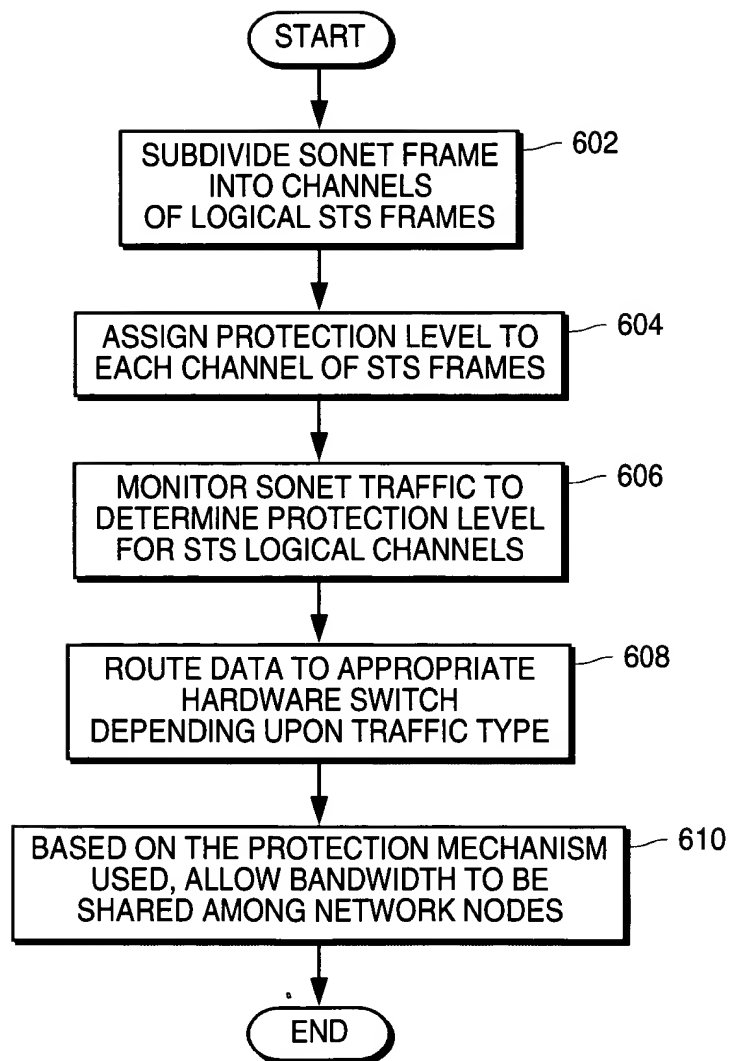 START
SUBDIVIDE SONET FRAME
INTO CHANNELS
OF LOGICAL STS FRAMES
602
ASSIGN PROTECTION LEVEL TO
EACH CHANNEL OF STS FRAMES
604
MONITOR SONET TRAFFIC TO
DETERMINE PROTECTION LEVEL
FOR STS LOGICAL CHANNELS
606
ROUTE DATA TO APPROPRIATE
HARDWARE SWITCH
DEPENDING UPON TRAFFIC TYPE
608
BASED ON THE PROTECTION MECHANISM
USED, ALLOW BANDWIDTH TO BE
SHARED AMONG NETWORK NODES
610
END